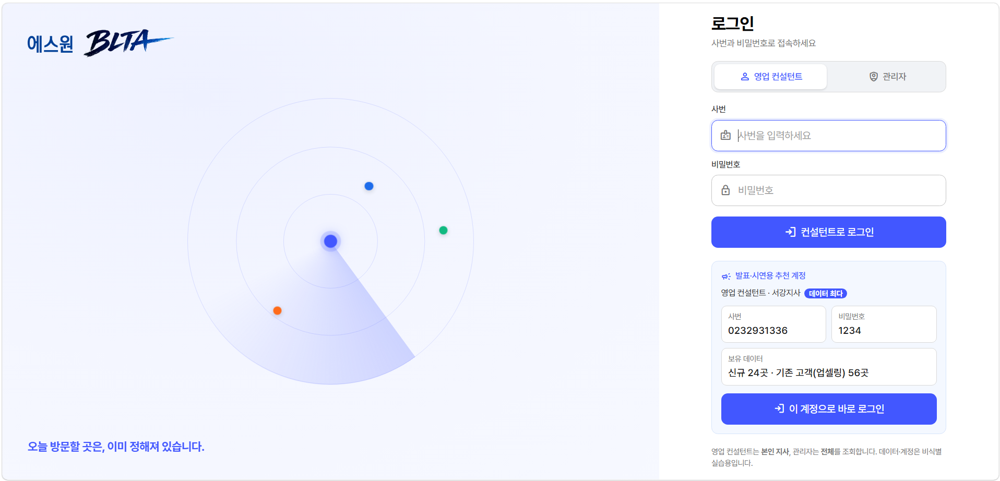 에스원 BLTA
오늘 방문할 곳은, 이미 정해져 있습니다.
로그인
사번과 비밀번호로 접속하세요
영업 컨설턴트
관리자
사번
사번을 입력하세요
비밀번호
비밀번호
컨설턴트로 로그인
발표·시연용 추천 계정
영업 컨설턴트 · 서강지사 데이터 최다
사번
0232931336
비밀번호
1234
보유 데이터
신규 24곳 · 기존 고객(업셀링) 56곳
이 계정으로 바로 로그인
영업 컨설턴트는 본인 지사, 관리자는 전체를 조회합니다. 데이터·계정은 비식별
실습용입니다.